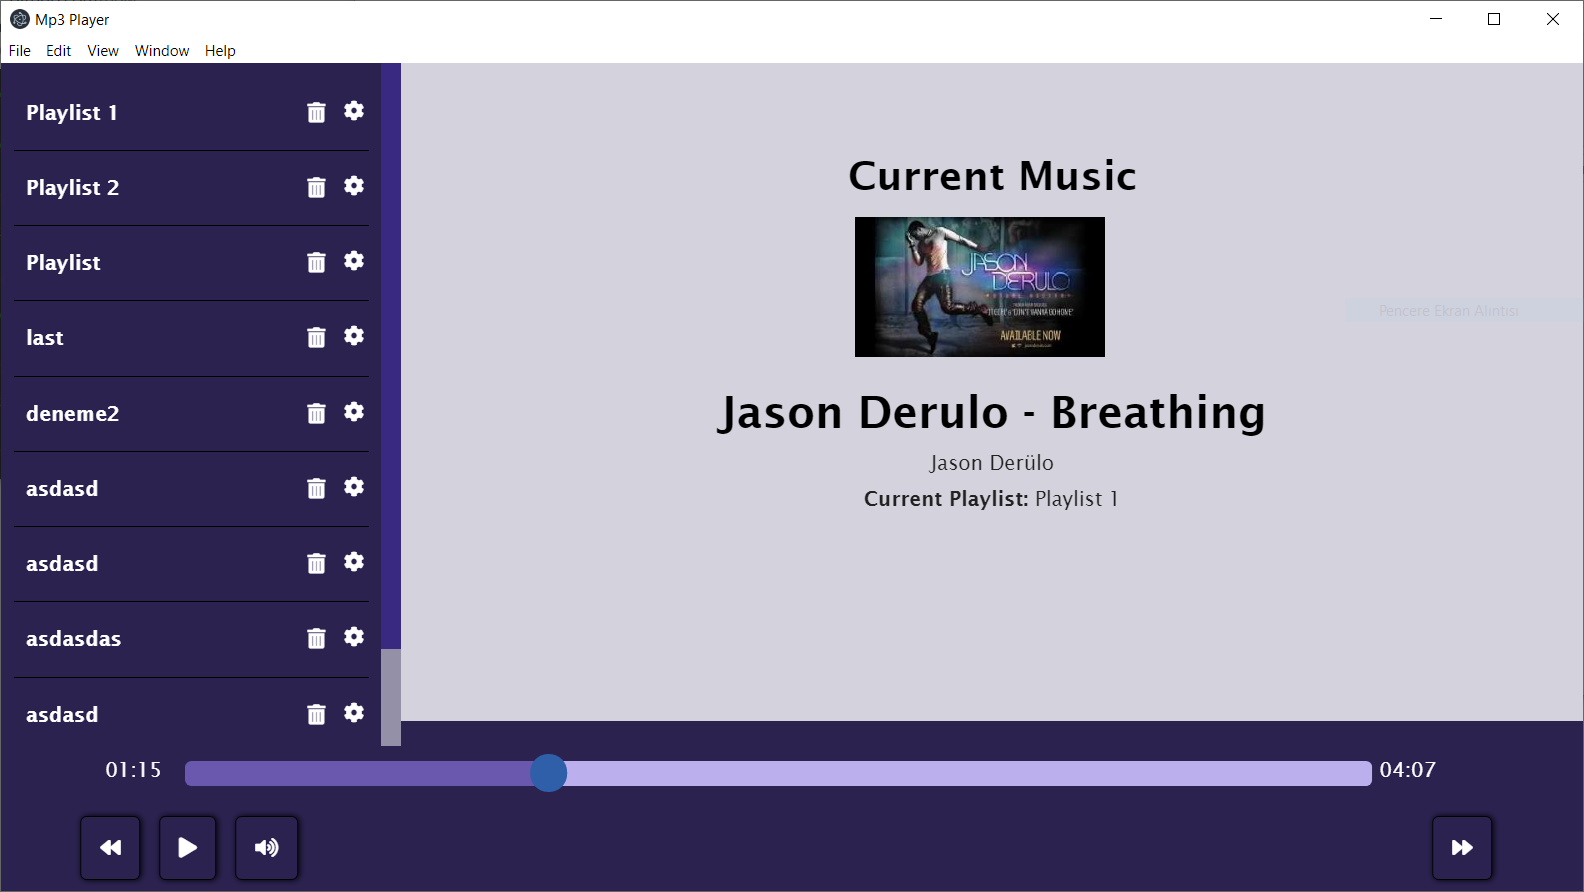 Mp3 Player
File Edit View Window Help
Playlist 1
Playlist 2
Playlist
last
deneme2
asdasd
asdasd
asdasdas
asdasd
Current Music
JASON
DERULO
AVAILABLE NOW
Pencere Ekran Alıntısı
Jason Derulo - Breathing
Jason Derülo
Current Playlist: Playlist 1
01:15
04:07